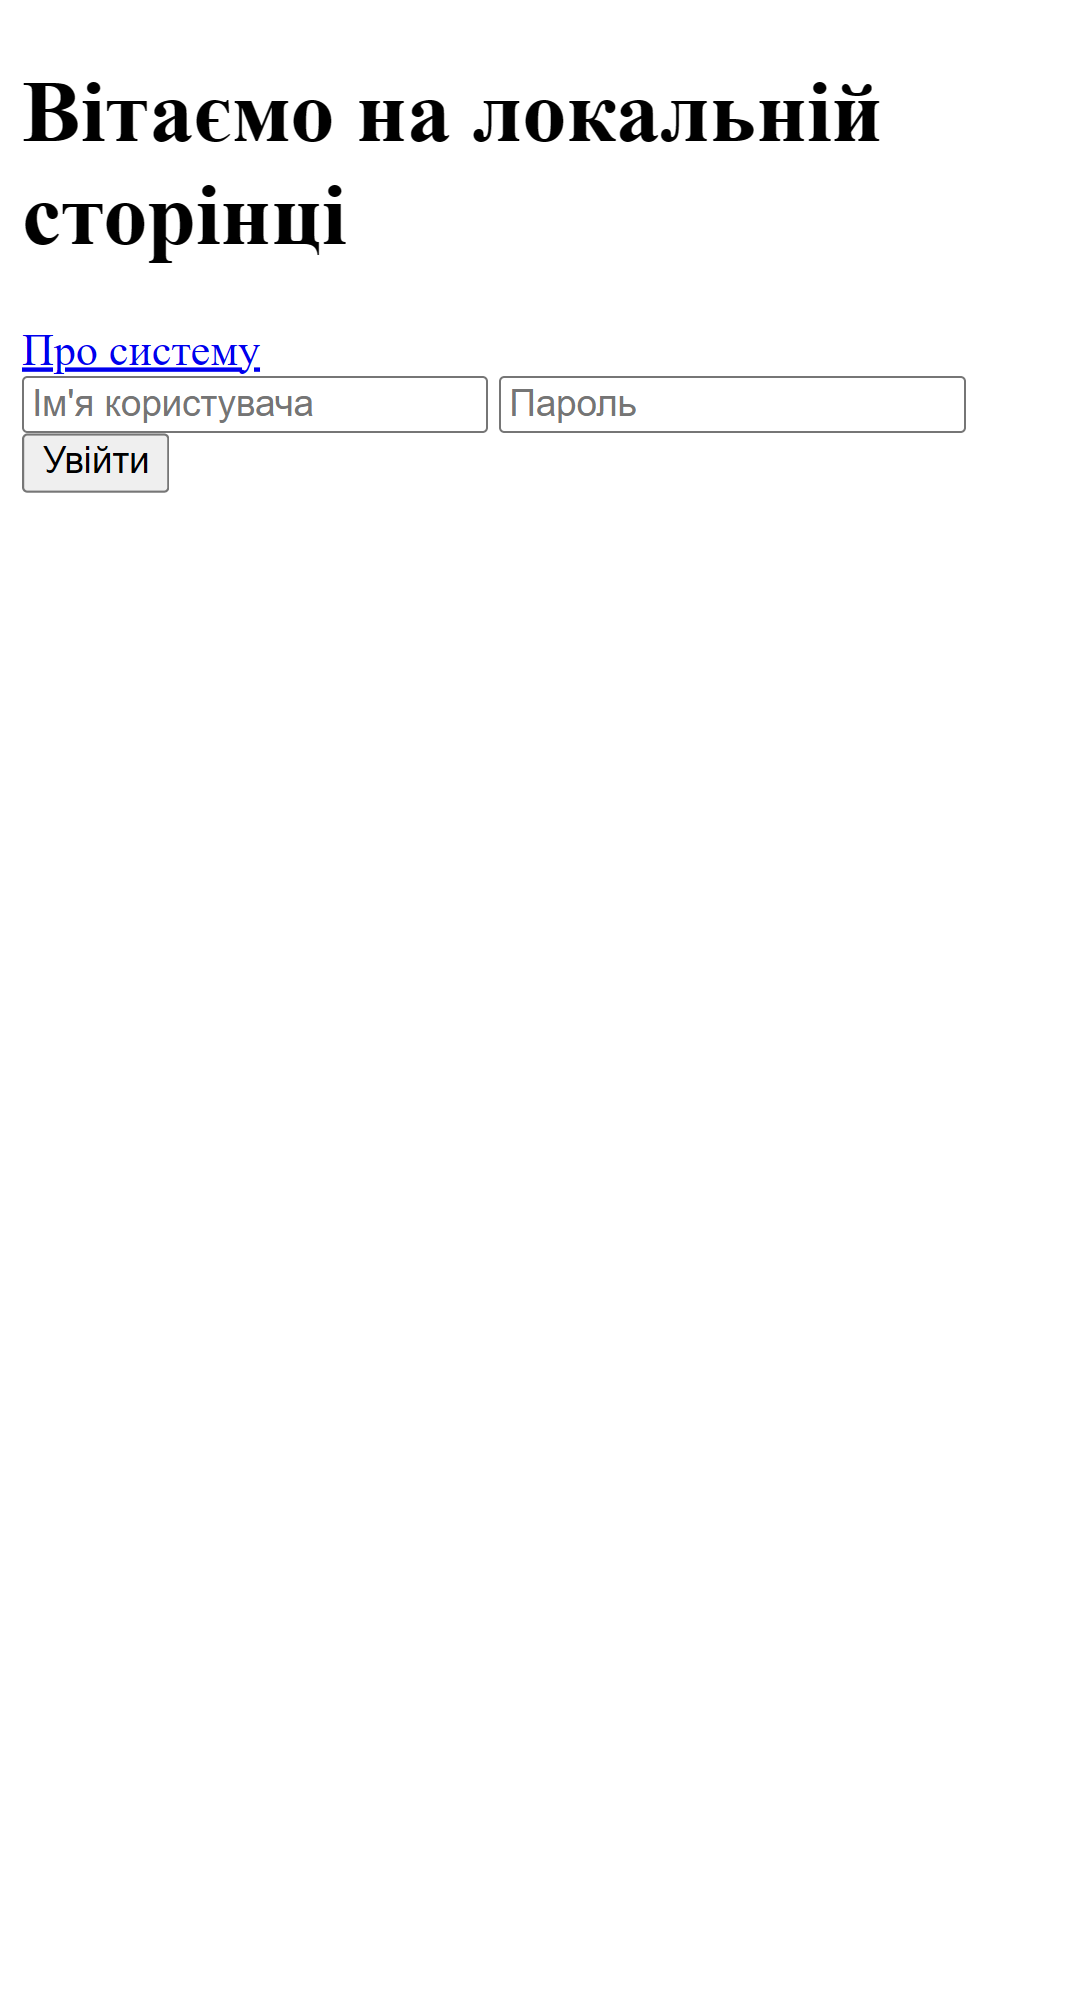 Вітаємо на локальній
сторінці
Про систему
Ім'я користувача Пароль
Увійти